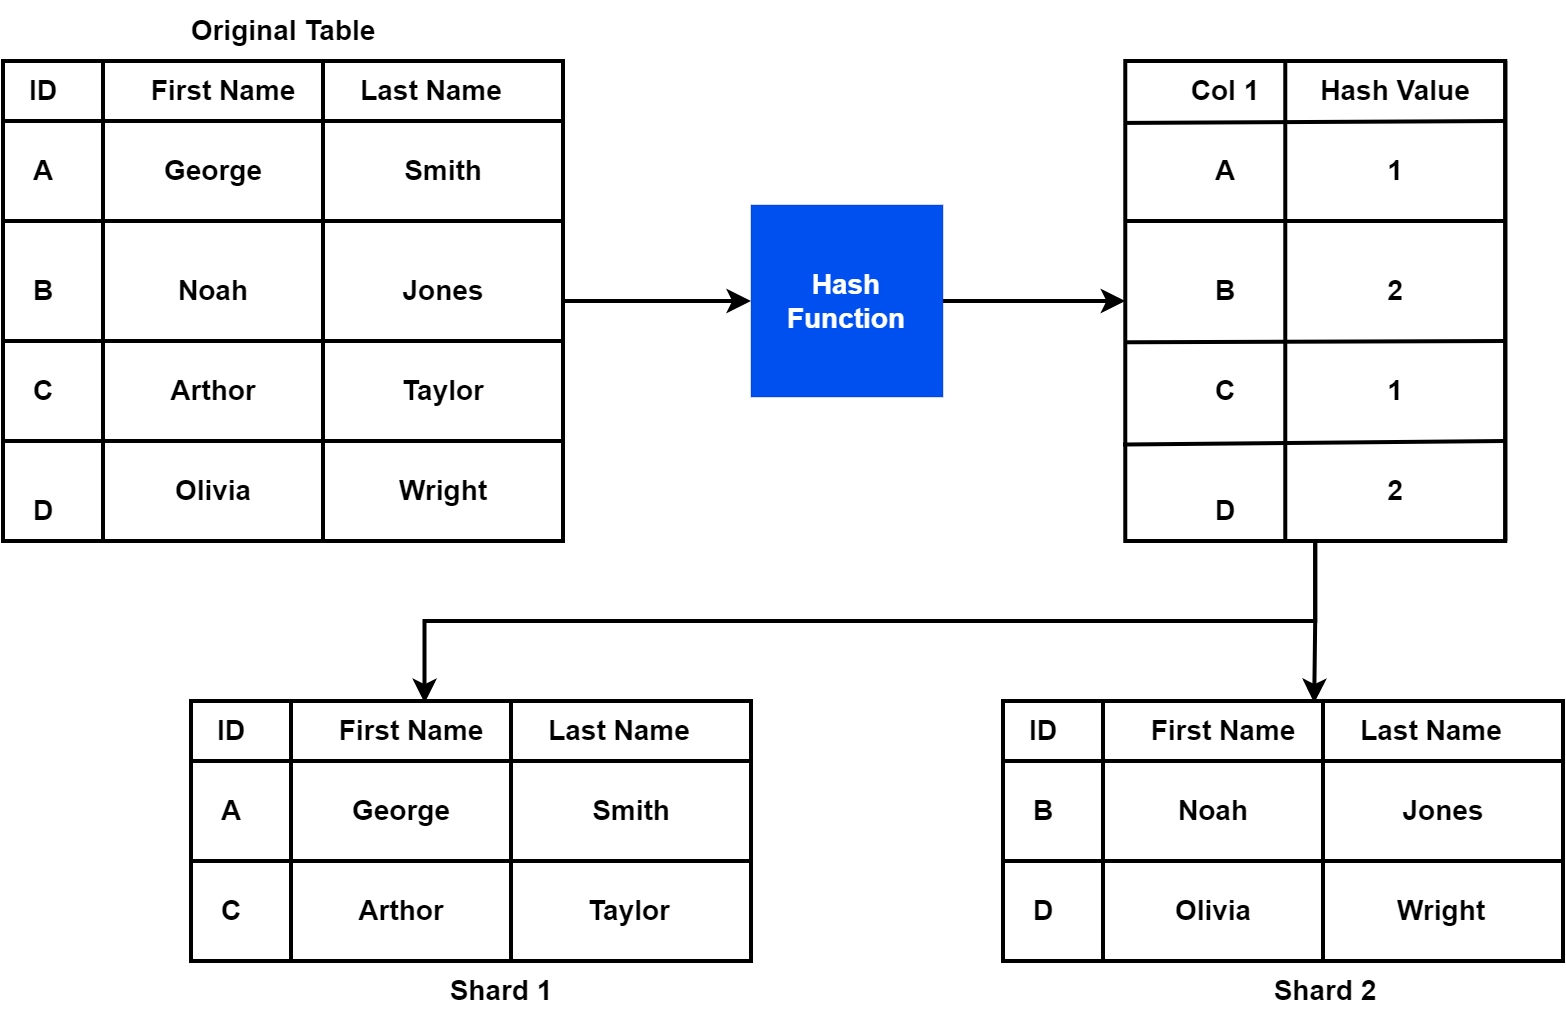 Original Table
ID First Name Last Name
A George Smith
B Noah Jones
C Arthor Taylor
D Olivia Wright
Hash
Function
Col 1 Hash Value
A 1
B 2
C 1
D 2
ID First Name Last Name
A George Smith
C Arthor Taylor
Shard 1
ID First Name Last Name
B Noah Jones
D Olivia Wright
Shard 2